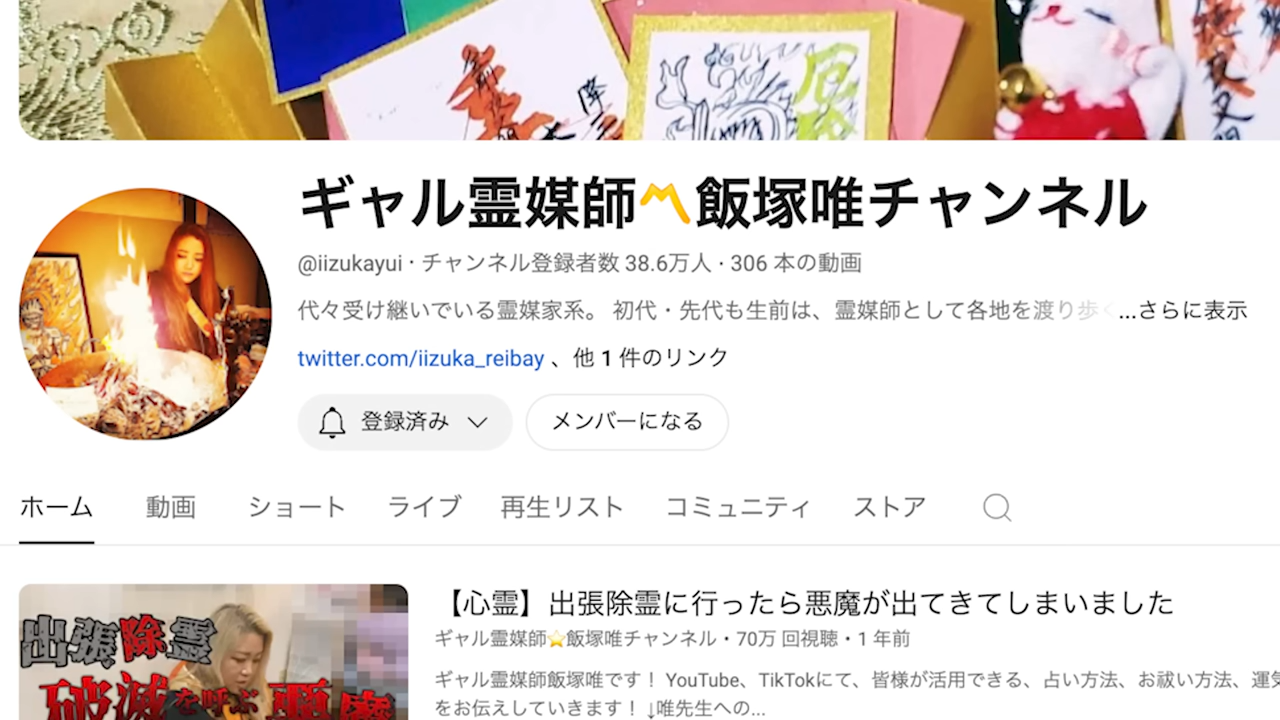 ギャル霊媒師〽️飯塚唯チャンネル
@iizukayui · チャンネル登録者数 38.6万人 · 306 本の動画
代々受け継いでいる霊媒家系。 初代・先代も生前は、霊媒師として各地を渡り歩く ...さらに表示
twitter.com/iizuka_reibay 、他 1 件のリンク
登録済み
メンバーになる
ホーム 動画 ショート ライブ 再生リスト コミュニティ ストア
出張除霊
破滅を呼ぶ悪魔
【心霊】出張除霊に行ったら悪魔が出てきてしまいました
ギャル霊媒師⭐飯塚唯チャンネル・70万 回視聴・1 年前
ギャル霊媒師飯塚唯です！ YouTube、TikTokにて、皆様が活用できる、占い方法、お祓い方法、運気
をお伝えしていきます！ ↓唯先生への...